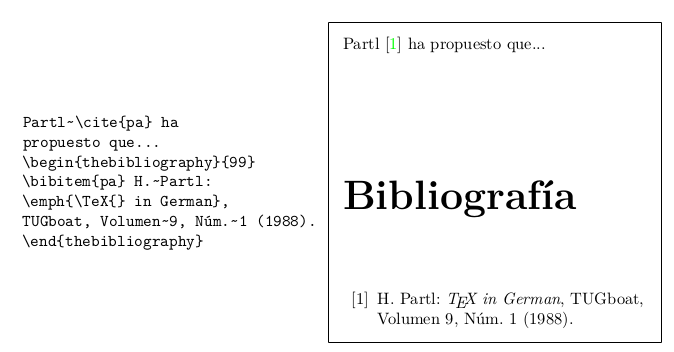 Partl~\cite{pa} ha
propuesto que...
\begin{thebibliography}{99}
\bibitem{pa} H.~Partl:
\emph{\TeX{} in German},
TUGboat, Volumen~9, Núm.~1 (1988).
\end{thebibliography}
Partl [1] ha propuesto que...
Bibliografía
[1] H. Partl: TEX in German, TUGboat,
Volumen 9, Núm. 1 (1988).